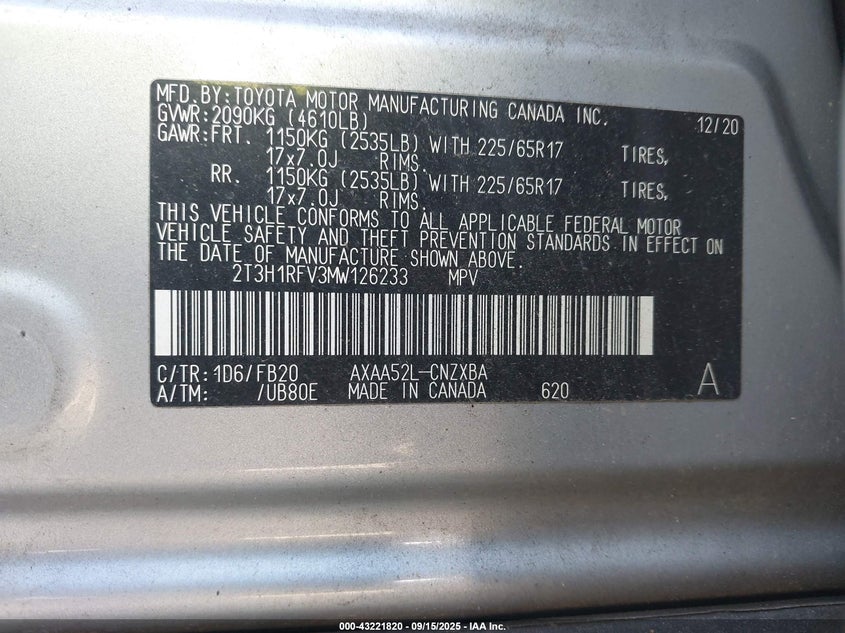 MFD. BY: TOYOTA MOTOR MANUFACTURING CANADA INC. 12/20
GVWR: 2090KG (4610LB)
GAWR: FRT. 1150KG (2535LB) WITH 225/65R17 TIRES,
17x7.0J RIMS.
RR. 1150KG (2535LB) WITH 225/65R17 TIRES,
17x7.0J RIMS.
THIS VEHICLE CONFORMS TO ALL APPLICABLE FEDERAL MOTOR
VEHICLE SAFETY AND THEFT PREVENTION STANDARDS IN EFFECT ON
THE DATE OF MANUFACTURE SHOWN ABOVE.
2T3H1RFV3MW126233 MPV
C/TR: 1D6/FB20 AXAA52L-CNZXBA
A/TM: /UB80E MADE IN CANADA 620 A
000-43221820 - 09/15/2025 - IAA Inc.